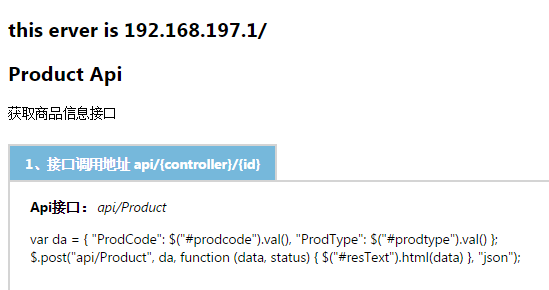 this erver is 192.168.197.1/
Product Api
获取商品信息接口
1、接口调用地址 api/{controller}/{id}
Api接口： api/Product
var da = { "ProdCode": $("#prodcode").val(), "ProdType": $("#prodtype").val() };
$.post("api/Product", da, function (data, status) { $("#resText").html(data) }, "json");